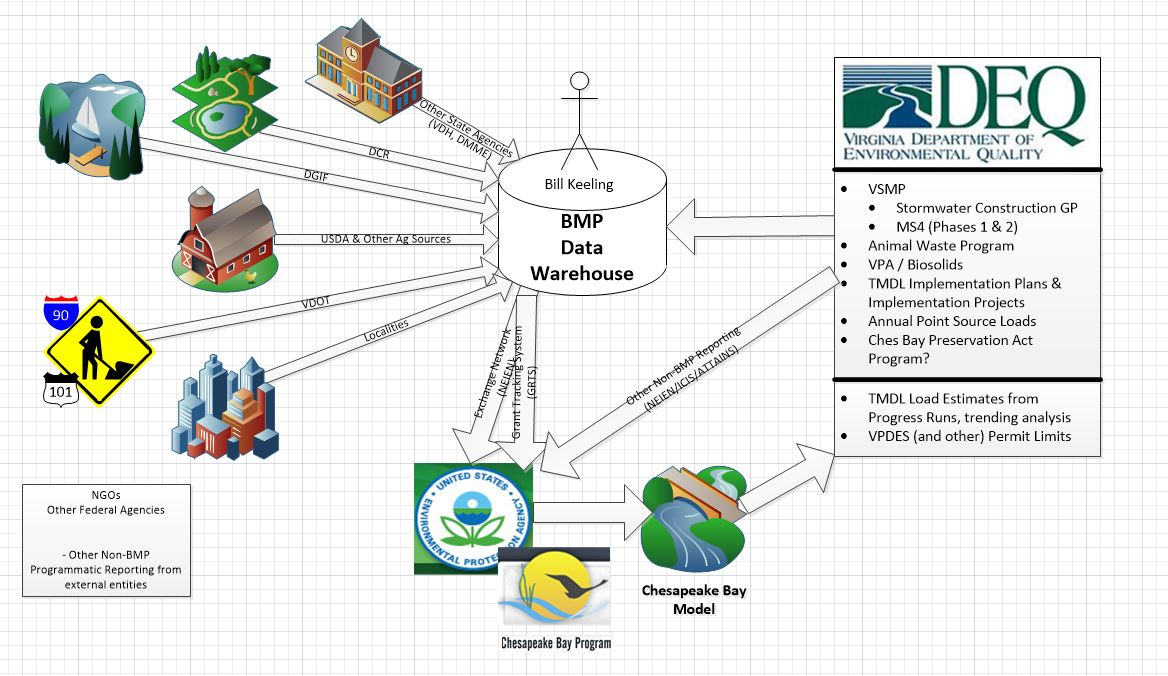 Other State Agencies
(VDH, DMME)
DCR
DGIF
USDA & Other Ag Sources
VDOT
Localities
90
101
Bill Keeling
BMP
Data
Warehouse
DEQ
VIRGINIA DEPARTMENT OF
ENVIRONMENTAL QUALITY
• VSMP
• Stormwater Construction GP
• MS4 (Phases 1 & 2)
• Animal Waste Program
• VPA / Biosolids
• TMDL Implementation Plans &
Implementation Projects
• Annual Point Source Loads
• Ches Bay Preservation Act
Program?
• TMDL Load Estimates from
Progress Runs, trending analysis
• VPDES (and other) Permit Limits
Exchange Network
(NEIEN)
Grant Tracking System
(GRTS)
Other Non-BMP Reporting
(NEIEN/ICIS/ATTAINS)
NGOs
Other Federal Agencies
- Other Non-BMP
Programmatic Reporting from
external entities
UNITED STATES
ENVIRONMENTAL PROTECTION AGENCY
Chesapeake Bay Program
Chesapeake Bay
Model